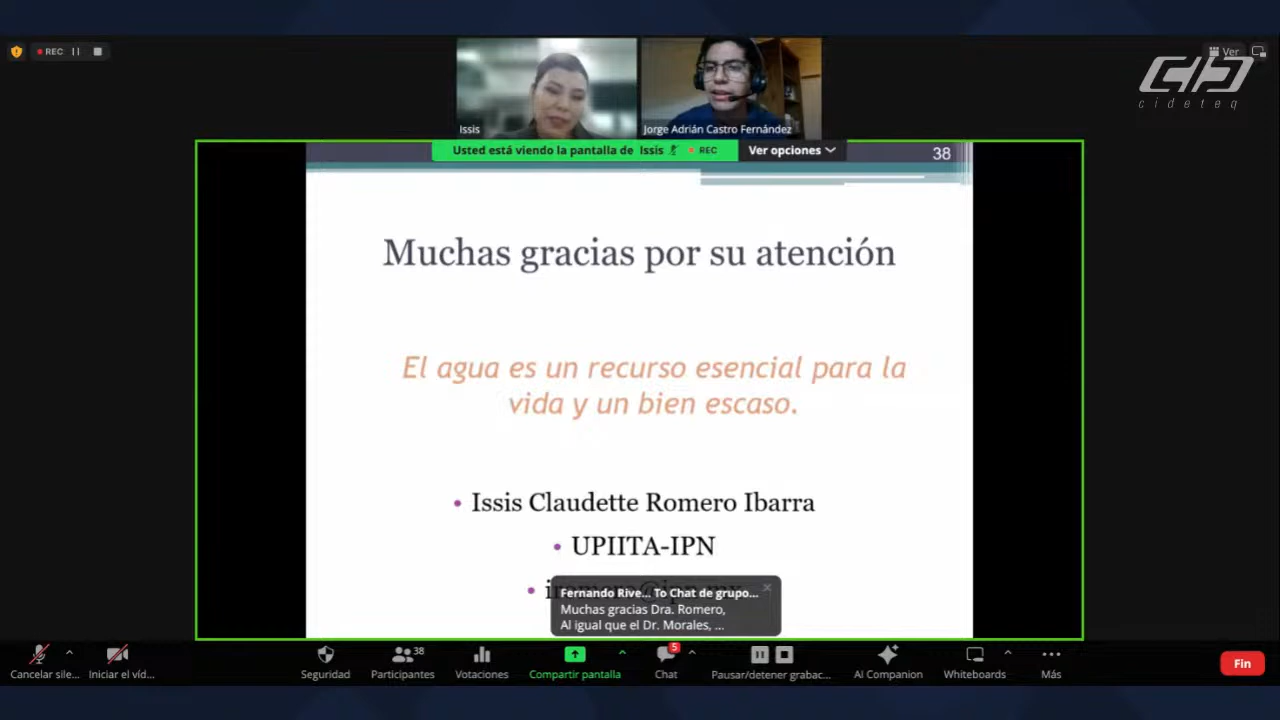 REC
Ver
cideteq
Issis
Jorge Adrián Castro Fernández
Usted está viendo la pantalla de Issis
REC
Ver opciones
38
Muchas gracias por su atención
El agua es un recurso esencial para la
vida y un bien escaso.
• Issis Claudette Romero Ibarra
• UPIITA-IPN
Fernando Rive... To Chat de grupo...
Muchas gracias Dra. Romero,
Al igual que el Dr. Morales, ...
Cancelar sile...
Iniciar el víd...
Seguridad
38
Participantes
Votaciones
Compartir pantalla
5
Chat
Pausar/detener grabac...
AI Companion
Whiteboards
Más
Fin